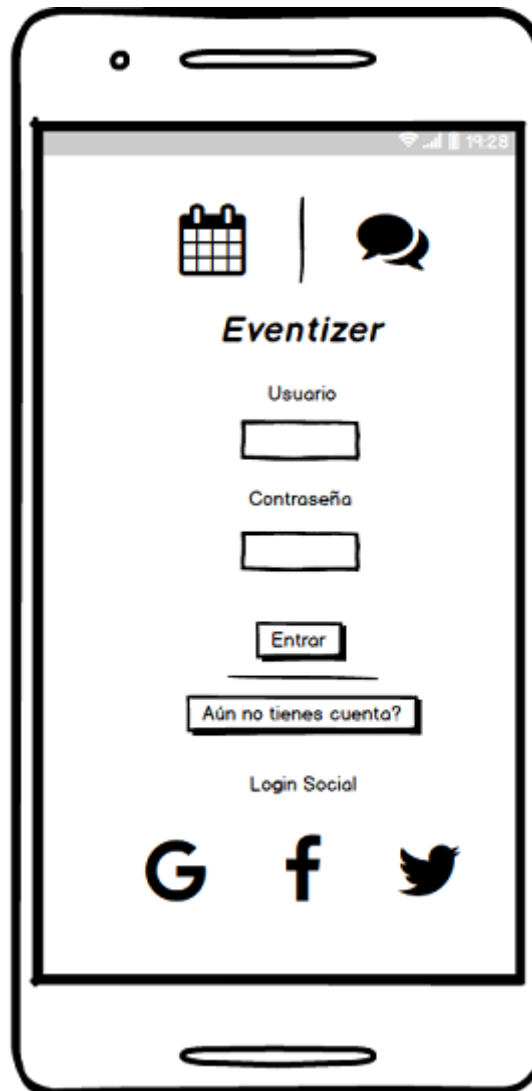 19:28
Eventizer
Usuario
Contraseña
Entrar
Aún no tienes cuenta?
Login Social